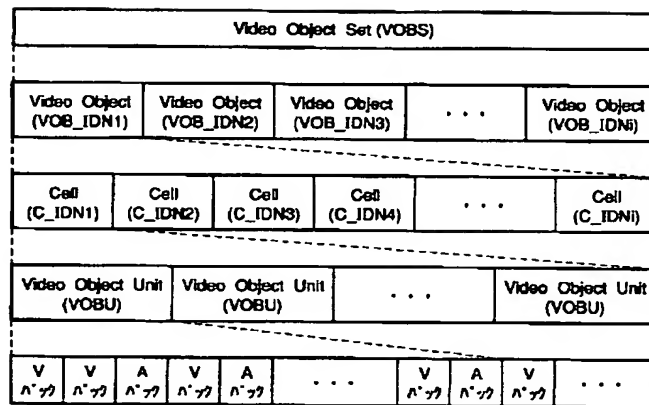 Video Object Set (VOBS)
Video Object Video Object Video Object Video Object
(VOB_IDN1) (VOB_IDN2) (VOB_IDN3) · · · (VOB_IDNi)
Cell Cell Cell Cell Cell
(C_IDN1) (C_IDN2) (C_IDN3) (C_IDN4) · · · (C_IDNi)
Video Object Unit Video Object Unit Video Object Unit
(VOBU) (VOBU) · · · (VOBU)
V V A V A V A V
パック パック パック パック パック · · · パック パック パック · · ·